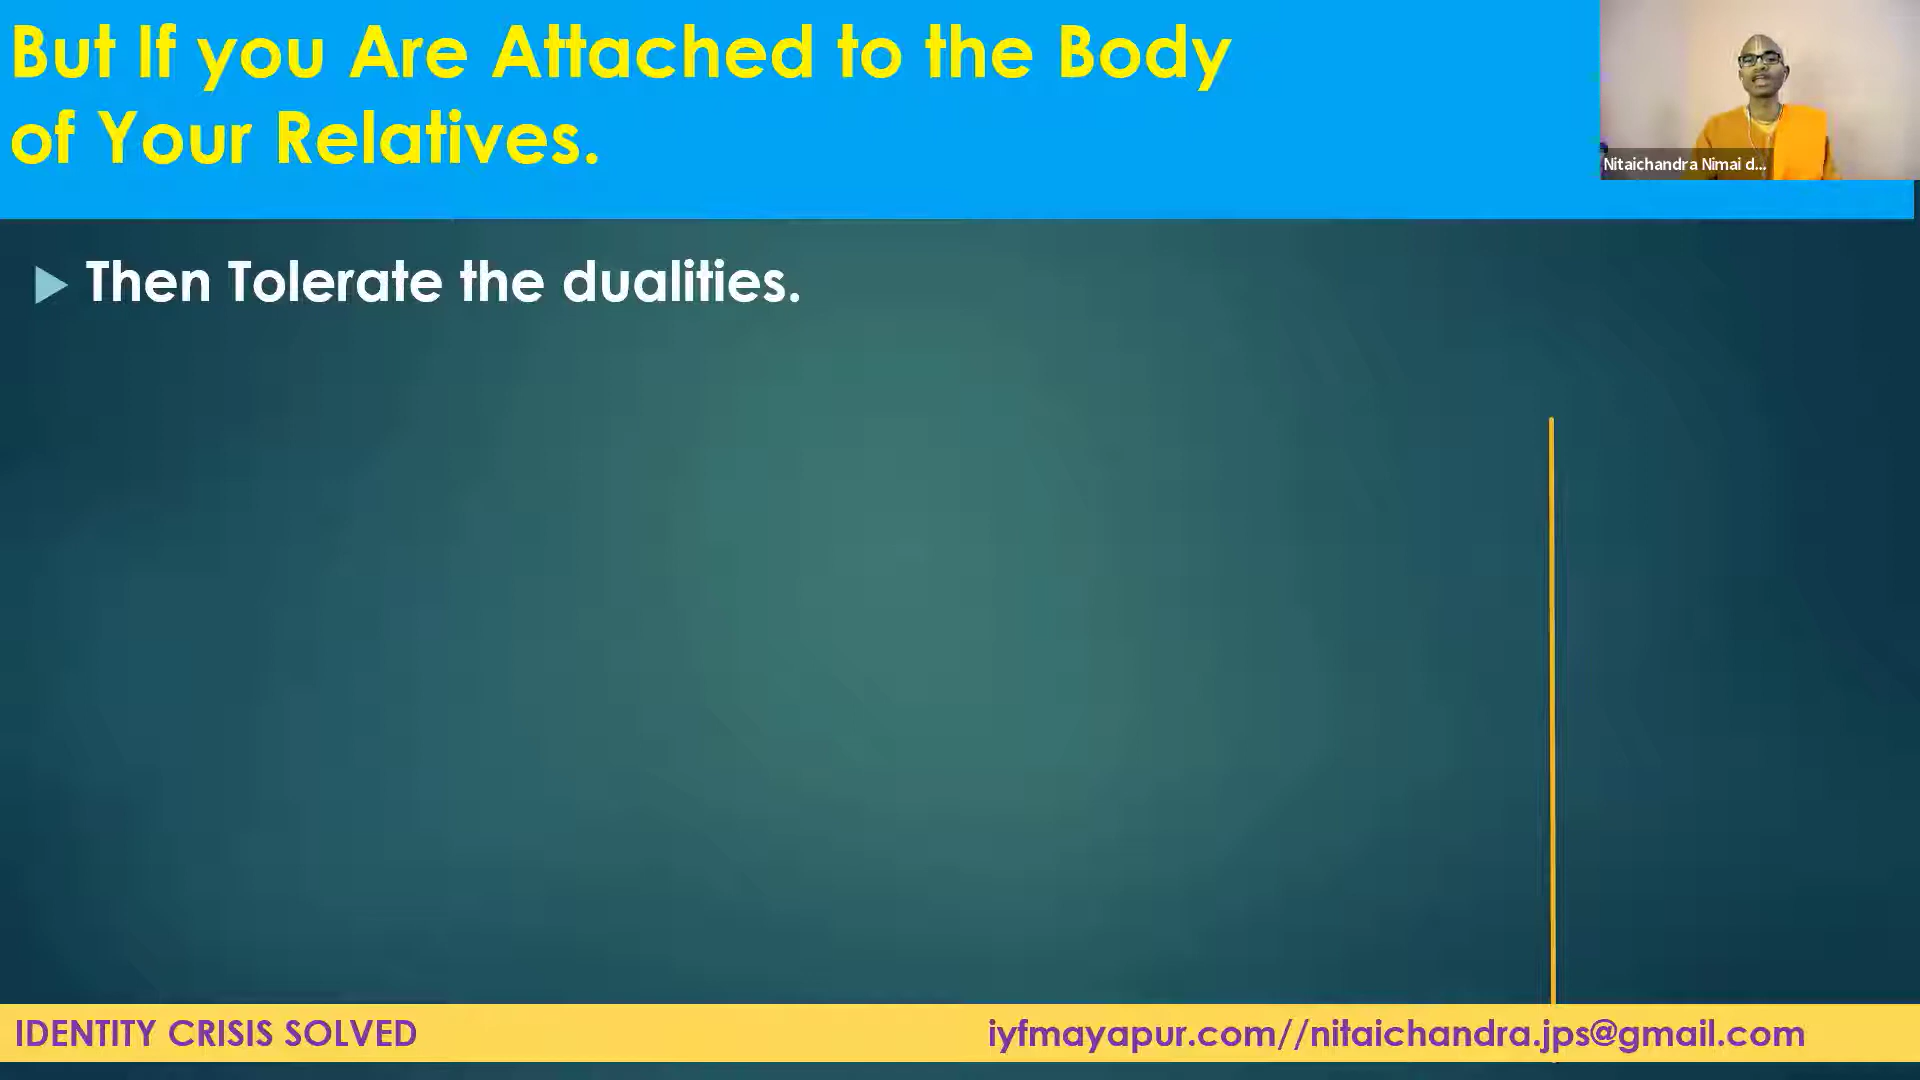 But If you Are Attached to the Body
of Your Relatives.
Nitaichandra Nimai d...
Then Tolerate the dualities.
IDENTITY CRISIS SOLVED
iyfmayapur.com//nitaichandra.jps@gmail.com